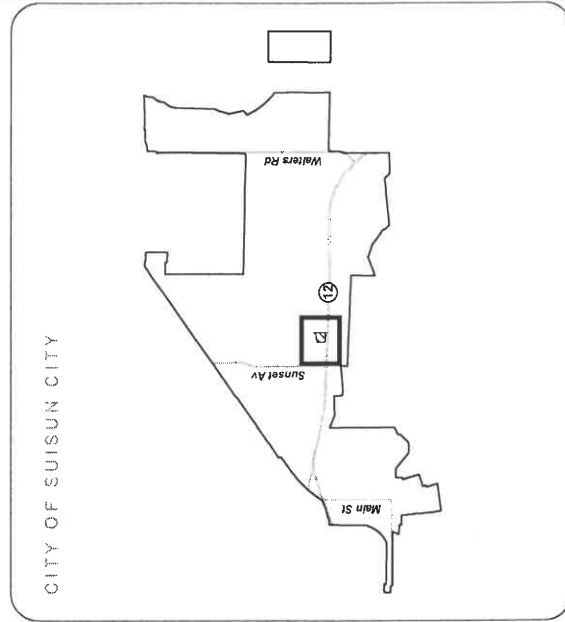 CITY OF SUISUN CITY
Walters Rd
12
Sunset Av
Main St